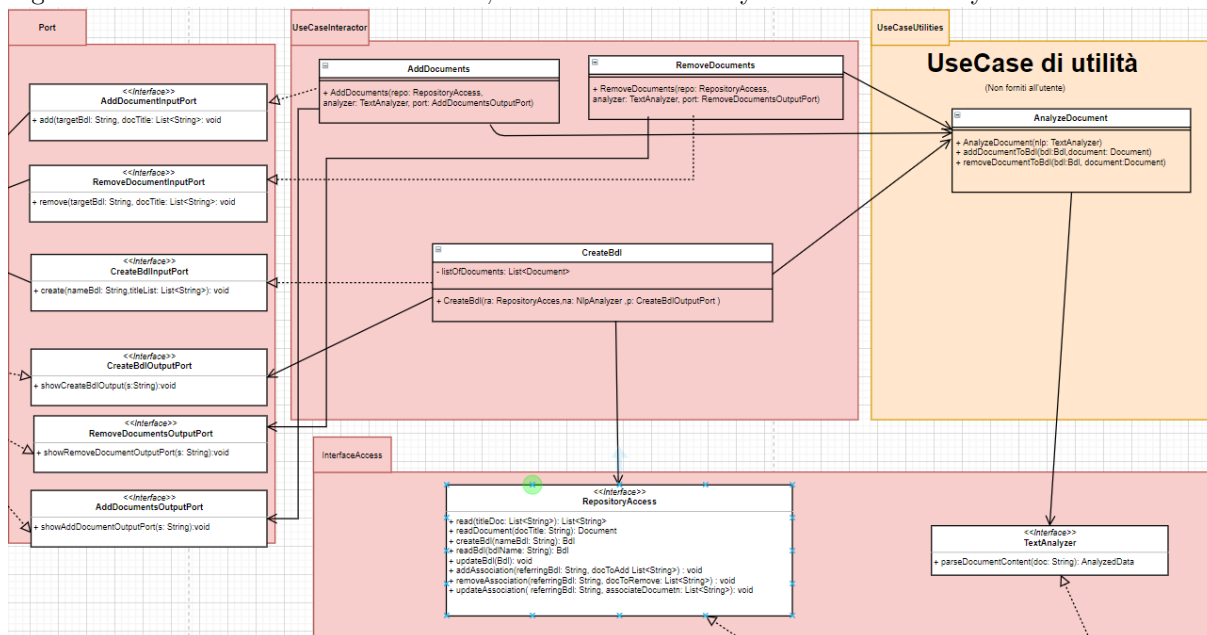 Port
<<Interface>>
AddDocumentInputPort
+ add(targetBdl: String, docTitle: List<String>: void
<<Interface>>
RemoveDocumentInputPort
+ remove(targetBdl: String, docTitle: List<String>: void
<<Interface>>
CreateBdlInputPort
+ create(nameBdl: String,titleList: List<String>): void
<<Interface>>
CreateBdlOutputPort
+ showCreateBdlOutput(s:String):void
<<Interface>>
RemoveDocumentsOutputPort
+ showRemoveDocumentOutputPort(s: String):void
<<Interface>>
AddDocumentsOutputPort
+ showAddDocumentOutputPort(s: String):void
UseCaseInteractor
AddDocuments
+ AddDocuments(repo: RepositoryAccess,
analyzer: TextAnalyzer, port: AddDocumentsOutputPort)
RemoveDocuments
+ RemoveDocuments(repo: RepositoryAccess,
analyzer: TextAnalyzer, port: RemoveDocumentsOutputPort)
CreateBdl
- listOfDocuments: List<Document>
+ CreateBdl(ra: RepositoryAcces,na: NlpAnalyzer ,p: CreateBdlOutputPort )
UseCaseUtilities
UseCase di utilità
(Non forniti all'utente)
AnalyzeDocument
+ AnalyzeDocument(nlp: TextAnalyzer)
+ addDocumentToBdl(bdl:Bdl,document: Document)
+ removeDocumentToBdl(bdl:Bdl, document:Document)
InterfaceAccess
<<Interface>>
RepositoryAccess
+ read(titleDoc: List<String>): List<String>
+ readDocument(docTitle: String): Document
+ createBdl(nameBdl: String): Bdl
+ readBdl(bdlName: String): Bdl
+ updateBdl(Bdl): void
+ addAssociation(referringBdl: String, docToAdd List<String>) : void
+ removeAssociation(referringBdl: String, docToRemove: List<String>) : void
+ updateAssociation( referringBdl: String, associateDocumetn: List<String>): void
<<Interface>>
TextAnalyzer
+ parseDocumentContent(doc: String): AnalyzedData